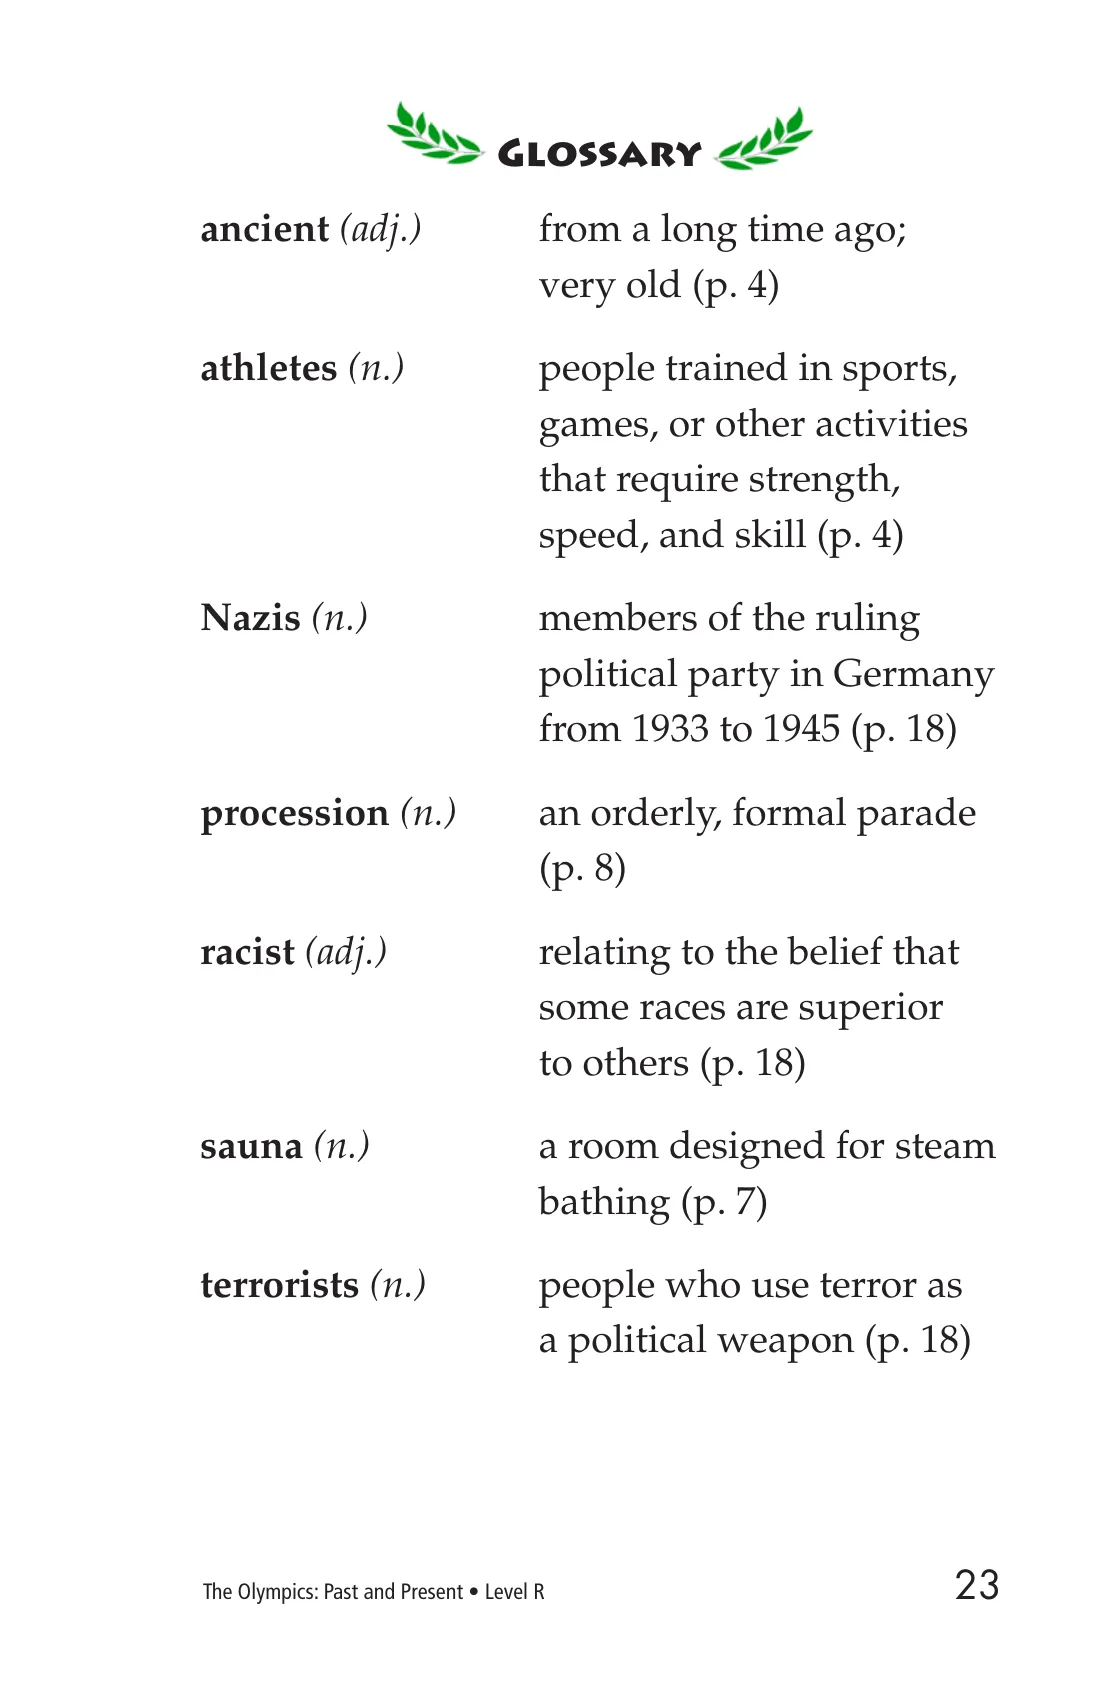 GLOSSARY
ancient (adj.) from a long time ago;
very old (p. 4)
athletes (n.) people trained in sports,
games, or other activities
that require strength,
speed, and skill (p. 4)
Nazis (n.) members of the ruling
political party in Germany
from 1933 to 1945 (p. 18)
procession (n.) an orderly, formal parade
(p. 8)
racist (adj.) relating to the belief that
some races are superior
to others (p. 18)
sauna (n.) a room designed for steam
bathing (p. 7)
terrorists (n.) people who use terror as
a political weapon (p. 18)
The Olympics: Past and Present • Level R 23